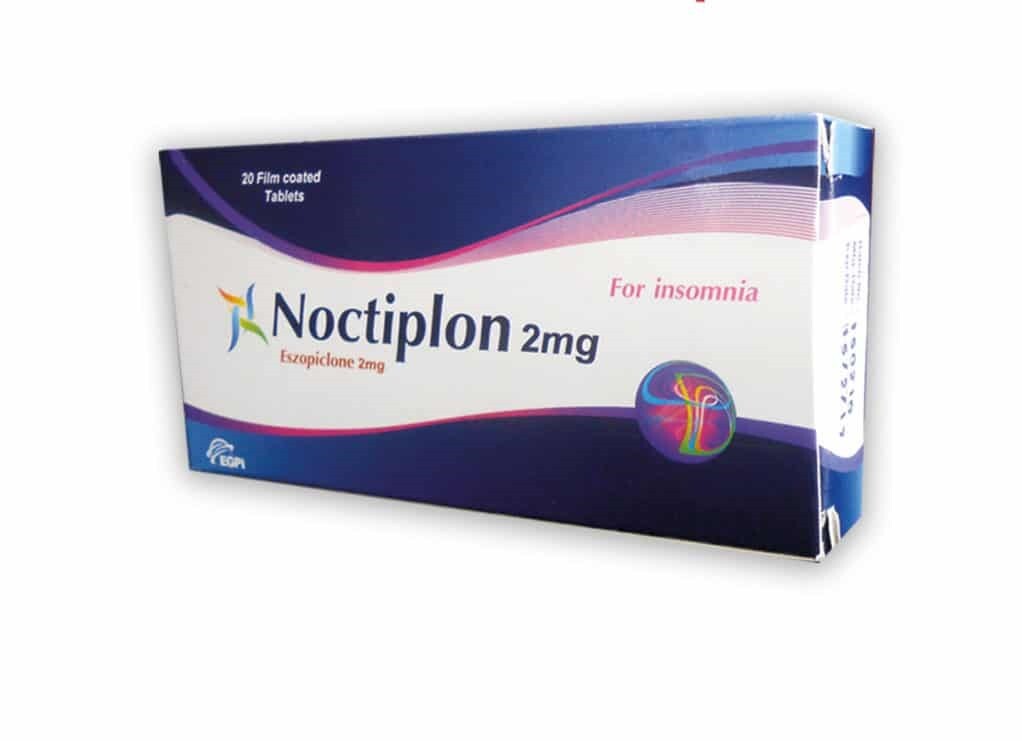 20 Film coated
Tablets
For insomnia
Noctiplon 2mg
Eszopiclone 2mg
EGPI